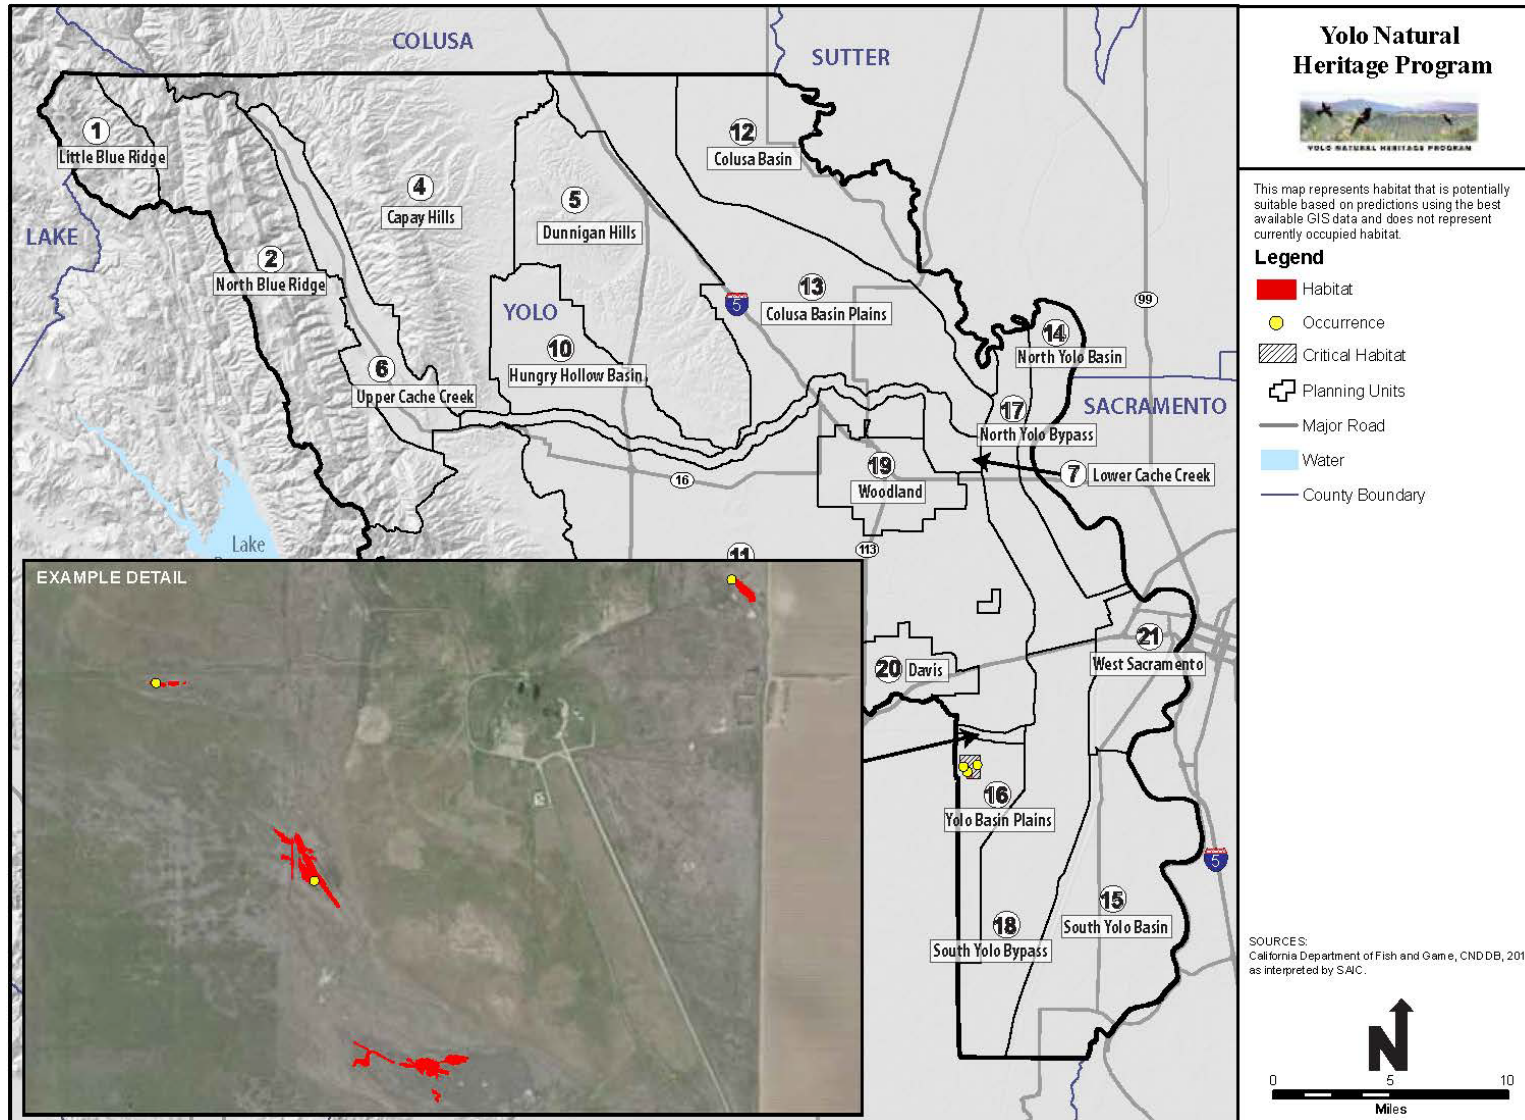 COLUSA
SUTTER
1
Little Blue Ridge
12
Colusa Basin
4
Capay Hills
5
Dunnigan Hills
LAKE
2
North Blue Ridge
YOLO
5
13
Colusa Basin Plains
99
14
North Yolo Basin
10
Hungry Hollow Basin
6
Upper Cache Creek
SACRAMENTO
17
North Yolo Bypass
16
19
Woodland
7
Lower Cache Creek
113
Lake
11
EXAMPLE DETAIL
20
Davis
21
West Sacramento
16
Yolo Basin Plains
5
15
South Yolo Basin
18
South Yolo Bypass
Yolo Natural
Heritage Program
YOLO NATURAL HERITAGE PROGRAM
This map represents habitat that is potentially
suitable based on predictions using the best
available GIS data and does not represent
currently occupied habitat.
Legend
Habitat
Occurrence
Critical Habitat
Planning Units
Major Road
Water
County Boundary
SOURCES:
California Department of Fish and Game, CNDDB, 201
as interpreted by SAIC.
N
0 5 10
Miles